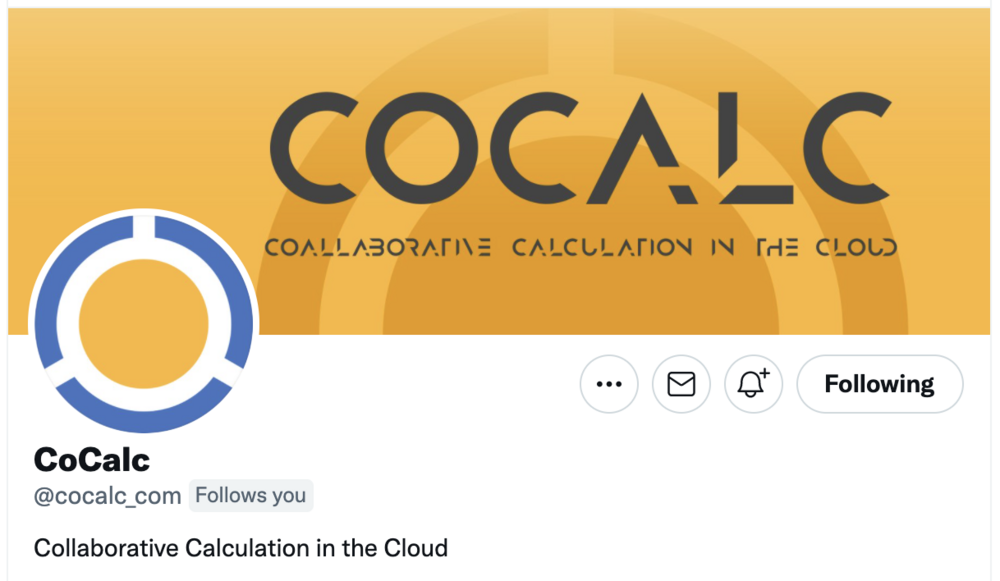 COCALC
COALLABORATIVE CALCULATION IN THE CLOUD
Following
CoCalc
@cocalc_com Follows you
Collaborative Calculation in the Cloud